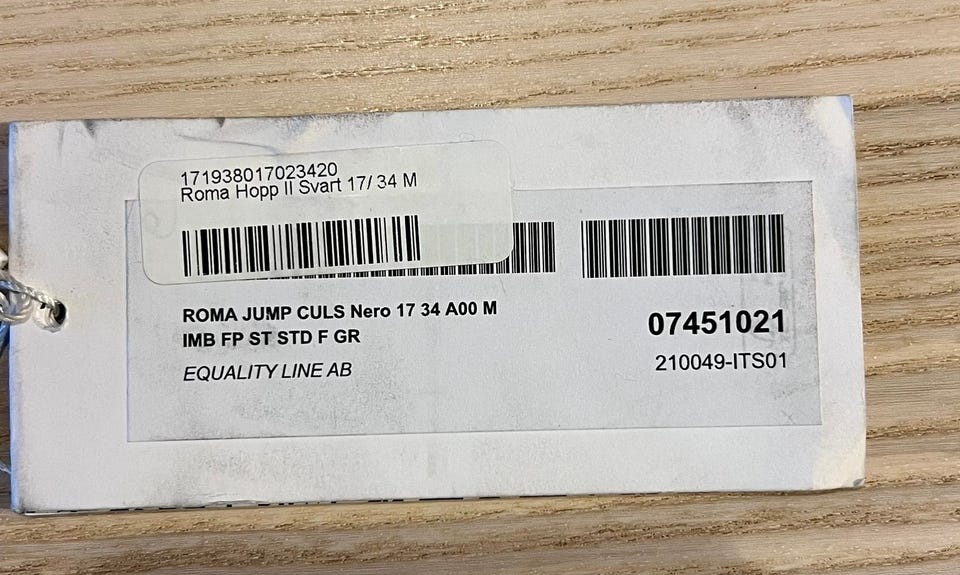 171938017023420
Roma Hopp II Svart 17/ 34 M
ROMA JUMP CULS Nero 17 34 A00 M
IMB FP ST STD F GR
EQUALITY LINE AB
07451021
210049-ITS01